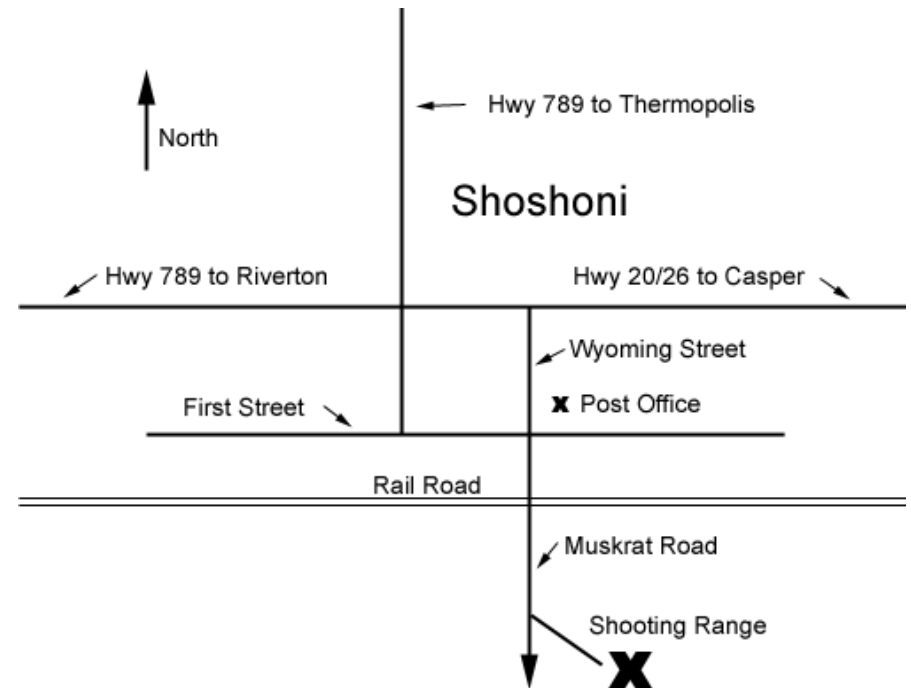 Hwy 789 to Thermopolis
North
Shoshoni
Hwy 789 to Riverton
Hwy 20/26 to Casper
Wyoming Street
First Street
X Post Office
Rail Road
Muskrat Road
Shooting Range
X